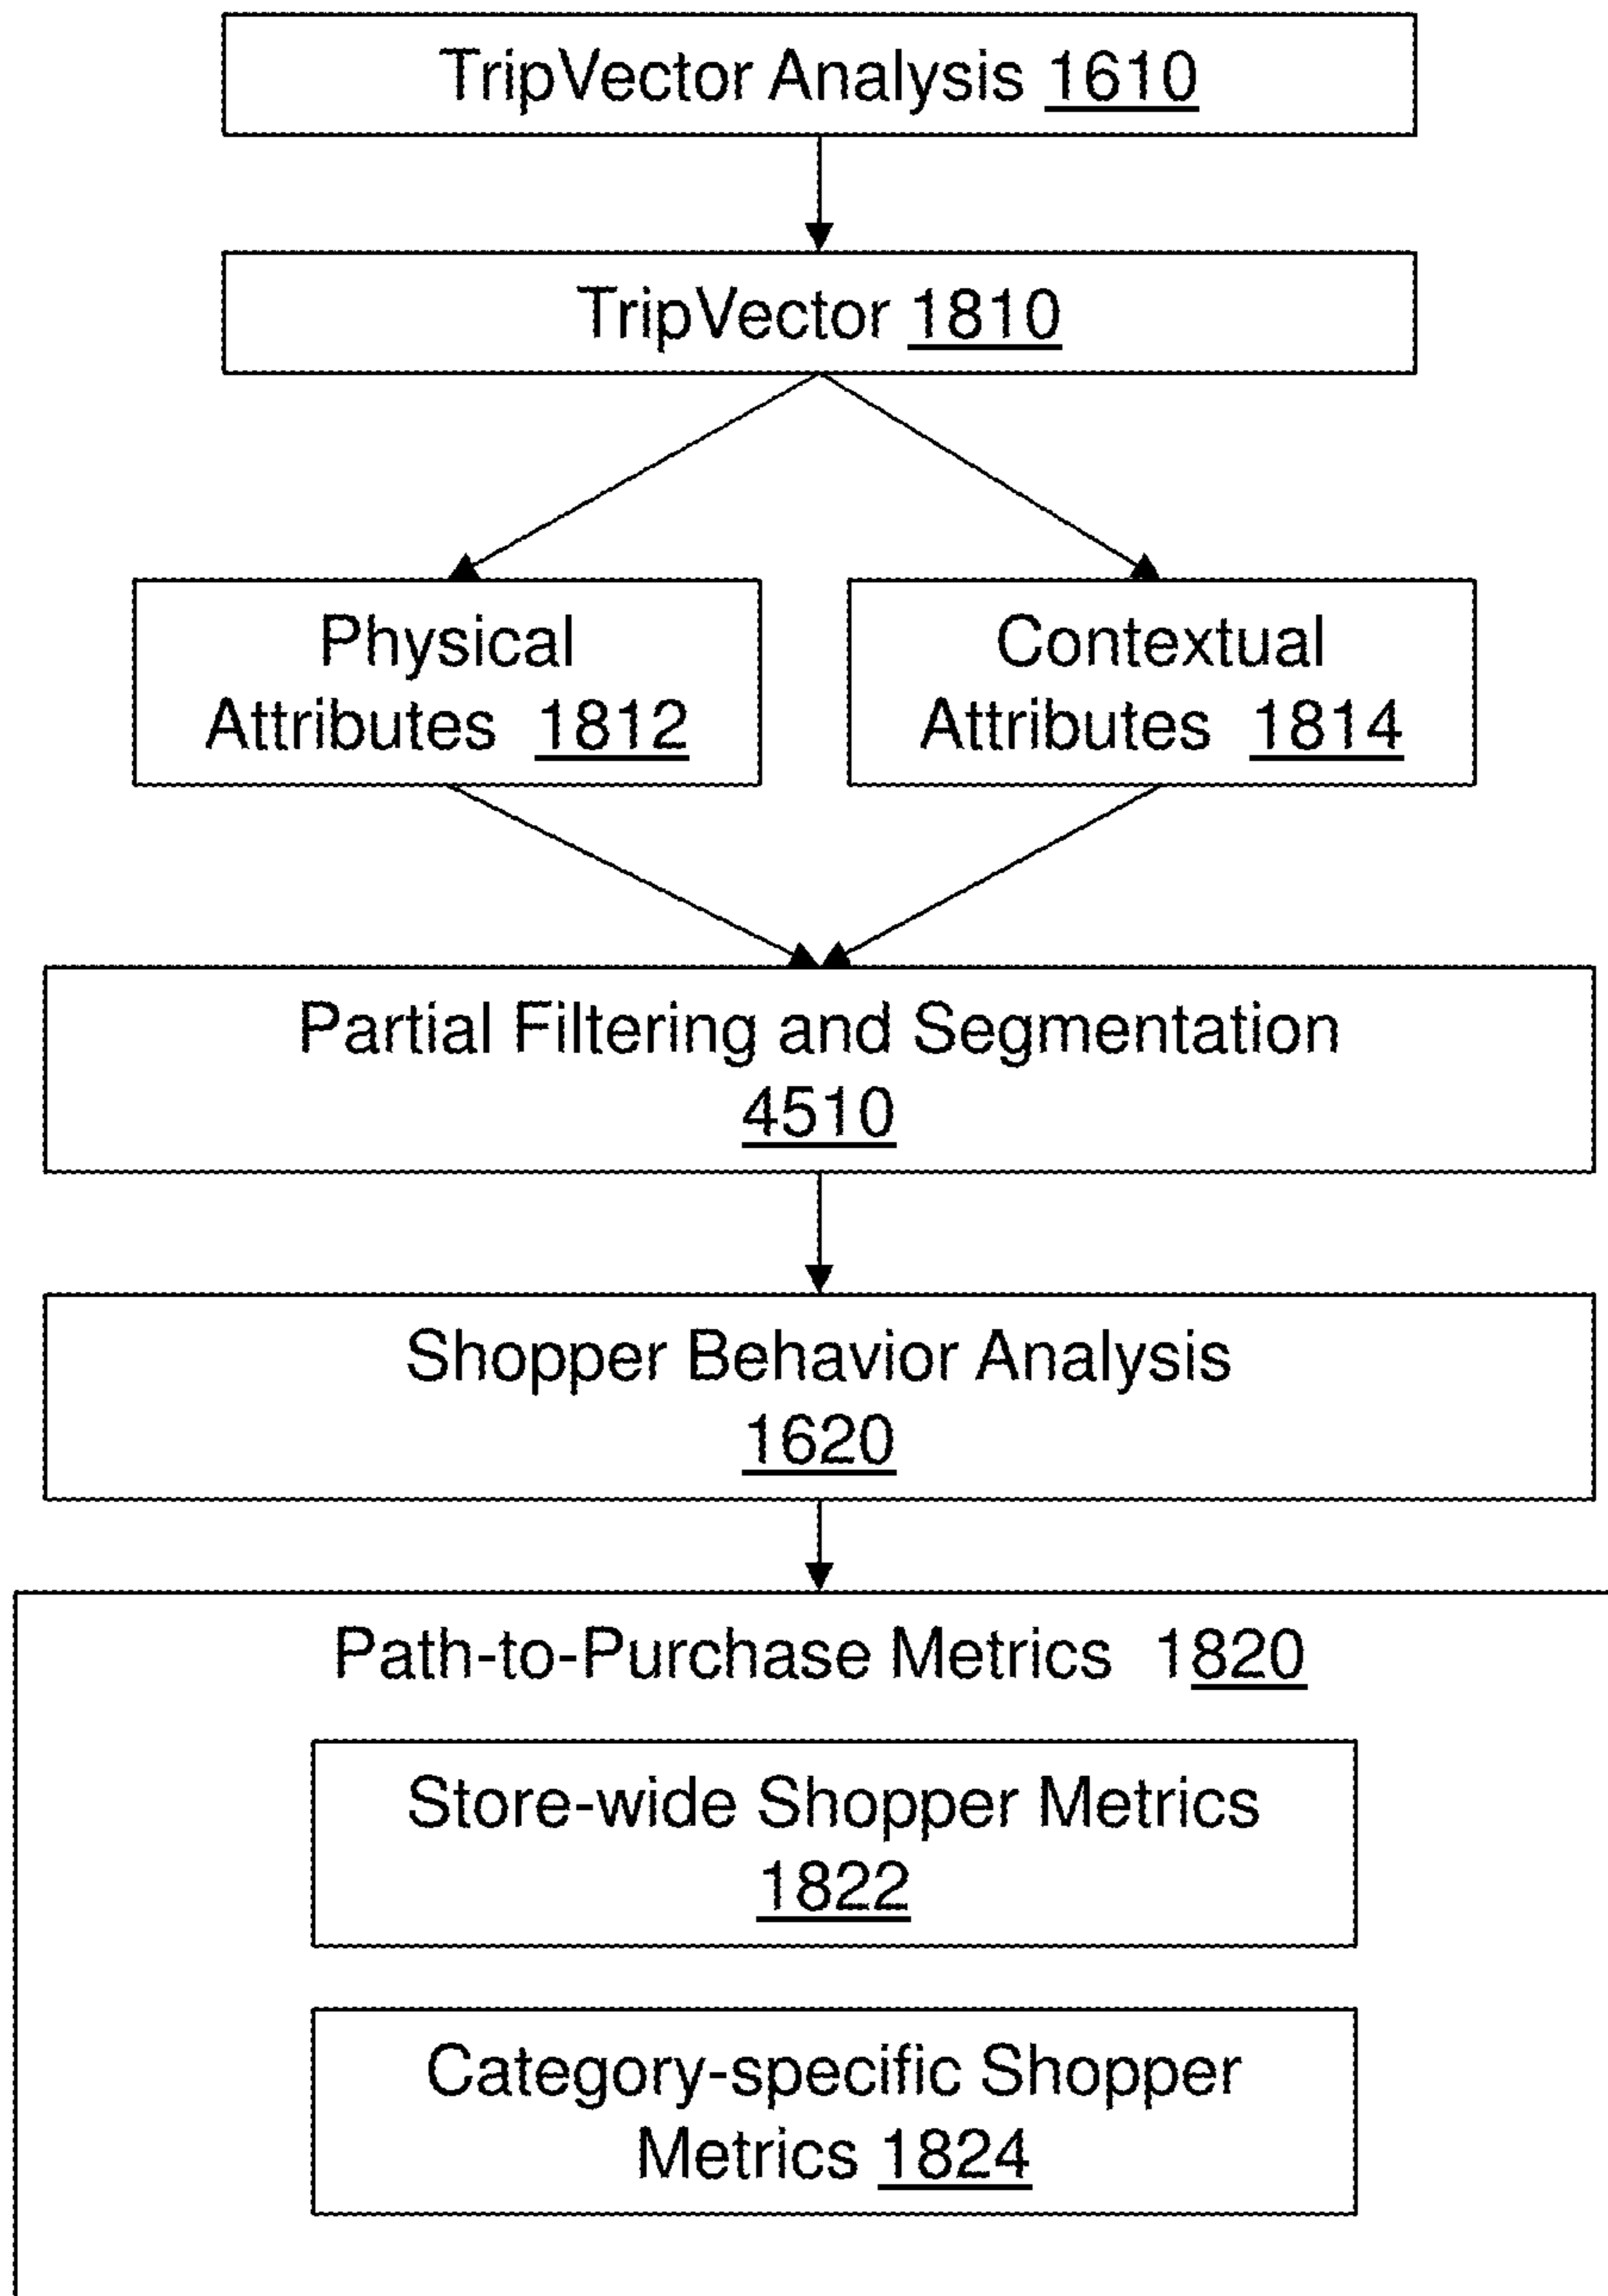 TripVector Analysis 1610
TripVector 1810
Physical
Attributes 1812
Contextual
Attributes 1814
Partial Filtering and Segmentation
4510
Shopper Behavior Analysis
1620
Path-to-Purchase Metrics 1820
Store-wide Shopper Metrics
1822
Category-specific Shopper
Metrics 1824